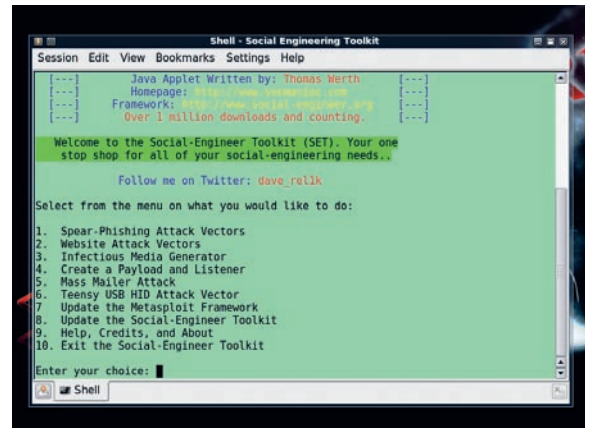 Shell - Social Engineering Toolkit
Session Edit View Bookmarks Settings Help
[---] Java Applet Written by: Thomas Werth [---]
[---] Homepage: [---]
[---] Framework: http://www.social-engineer.org [---]
[---] Over 1 million downloads and counting. [---]
Welcome to the Social-Engineer Toolkit (SET). Your one
stop shop for all of your social-engineering needs..
Follow me on Twitter: dave_rel1k
Select from the menu on what you would like to do:
1. Spear-Phishing Attack Vectors
2. Website Attack Vectors
3. Infectious Media Generator
4. Create a Payload and Listener
5. Mass Mailer Attack
6. Teensy USB HID Attack Vector
7 Update the Metasploit Framework
8. Update the Social-Engineer Toolkit
9. Help, Credits, and About
10. Exit the Social-Engineer Toolkit
Enter your choice:
Shell